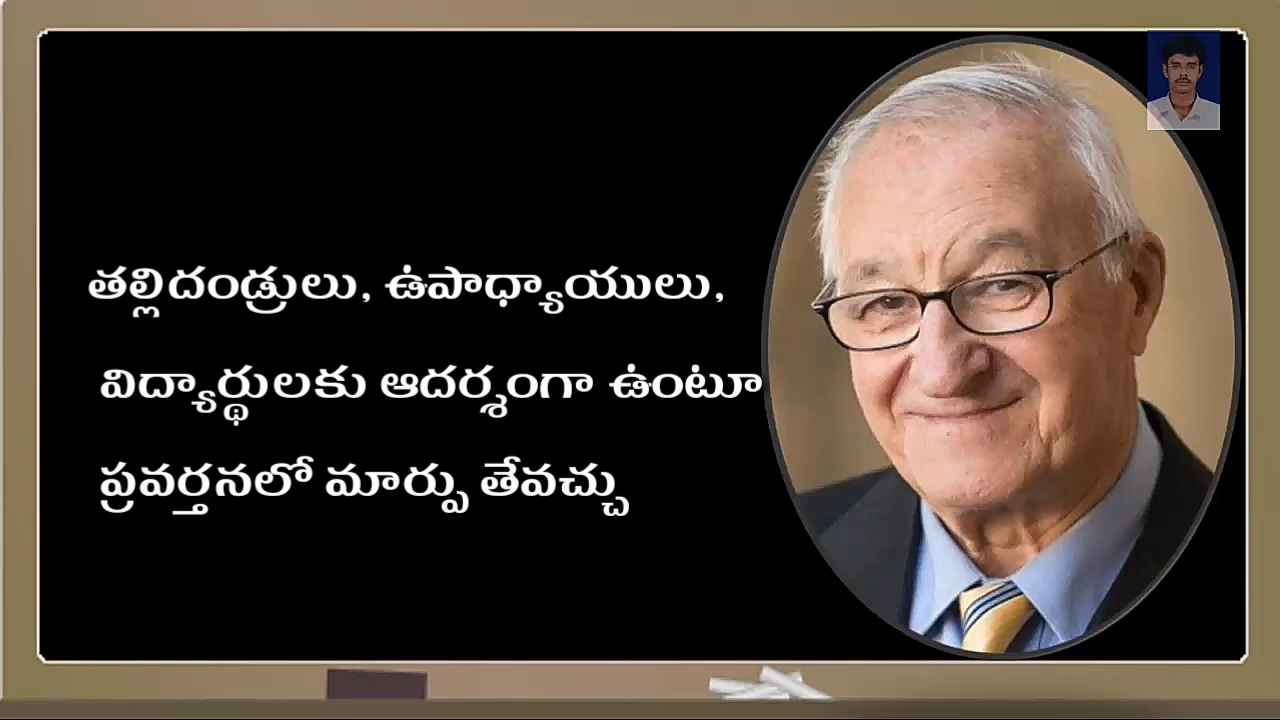 తల్లిదండ్రులు, ఉపాధ్యాయులు,
విద్యార్థులకు ఆదర్శంగా ఉంటూ
ప్రవర్తనలో మార్పు తేవచ్చు